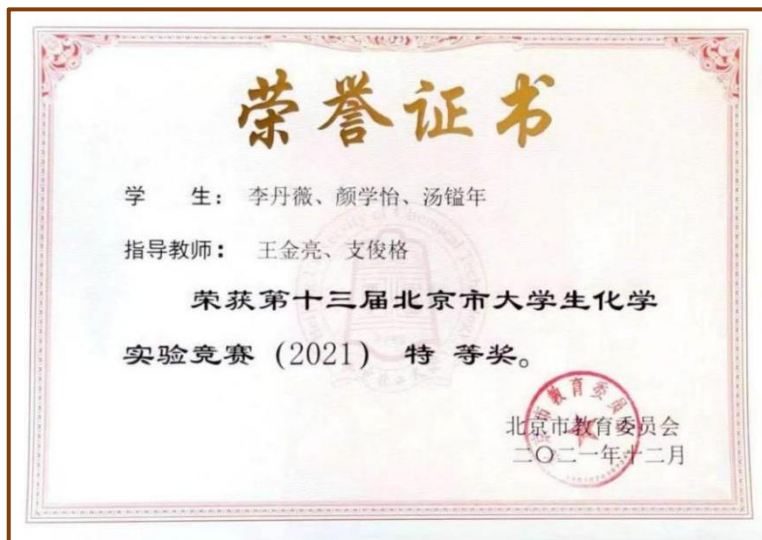 荣誉证书
学 生：李丹薇、颜学怡、汤镒年
指导教师：王金亮、支俊格
荣获第十三届北京市大学生化学
实验竞赛（2021） 特 等奖。
北京市教育委员会
二〇二一年十二月